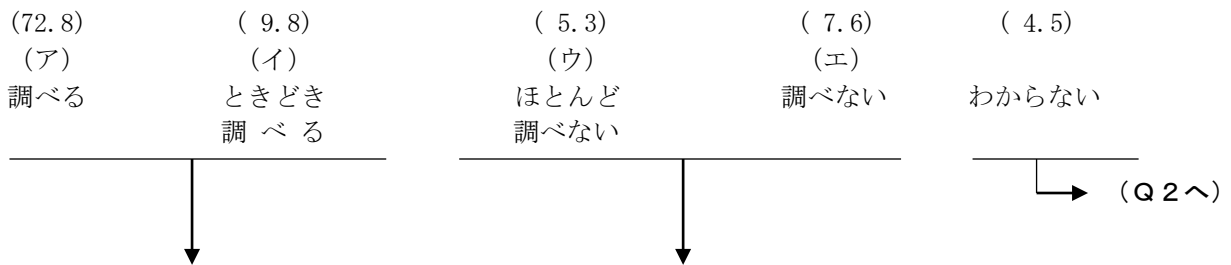 (72.8) ( 9.8) ( 5.3) ( 7.6) ( 4.5)
(ア) (イ) (ウ) (エ)
調べる ときどき ほとんど 調べない わからない
調 べ る 調べない
(Q2へ)